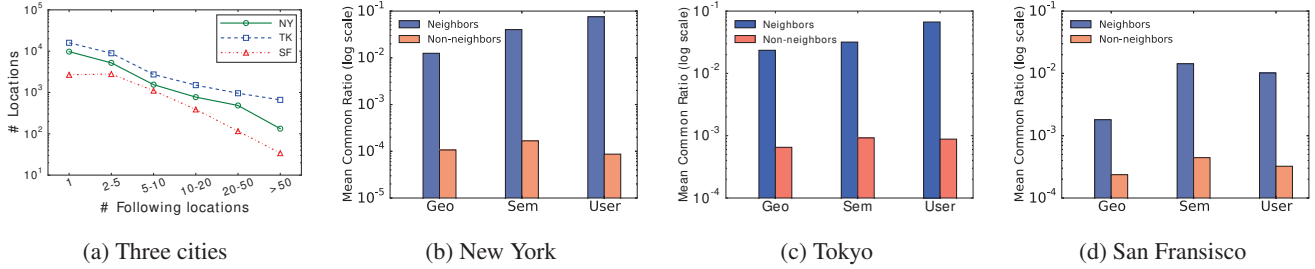 10^5
10^4
10^3
10^2
10^1
# Locations
NY
TK
SF
1
2-5
5-10
10-20
20-50
>50
# Following locations
(a) Three cities
10^-1
10^-2
10^-3
10^-4
10^-5
Mean Common Ratio (log scale)
Neighbors
Non-neighbors
Geo
Sem
User
(b) New York
10^-1
10^-2
10^-3
10^-4
Mean Common Ratio (log scale)
Neighbors
Non-neighbors
Geo
Sem
User
(c) Tokyo
10^-1
10^-2
10^-3
10^-4
Mean Common Ratio (log scale)
Neighbors
Non-neighbors
Geo
Sem
User
(d) San Fransisco